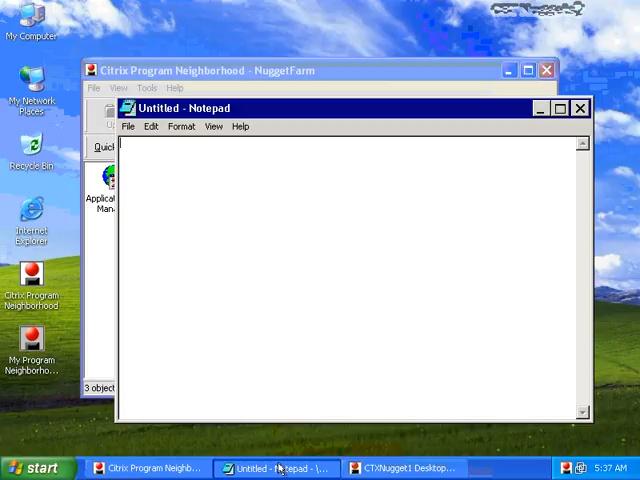 My Computer
My Network
Places
Recycle Bin
Internet
Explorer
Citrix Program
Neighborhood
My Program
Neighborho...
Citrix Program Neighborhood - NuggetFarm
File View Tools Help
Quick
Applica
Man
3 object
Untitled - Notepad
File Edit Format View Help
start
Citrix Program Neighb...
Untitled - Notepad - \...
CTXNugget1 Desktop...
5:37 AM